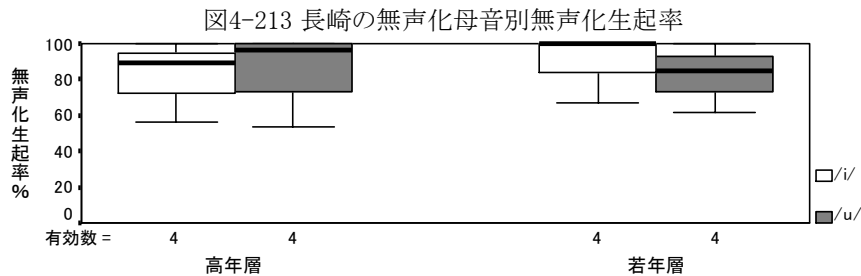 図4-213 長崎の無声化母音別無声化生起率
無声化生起率%
100
80
60
40
20
0
/i/
/u/
有効数 = 4 4 4 4
高年層 若年層